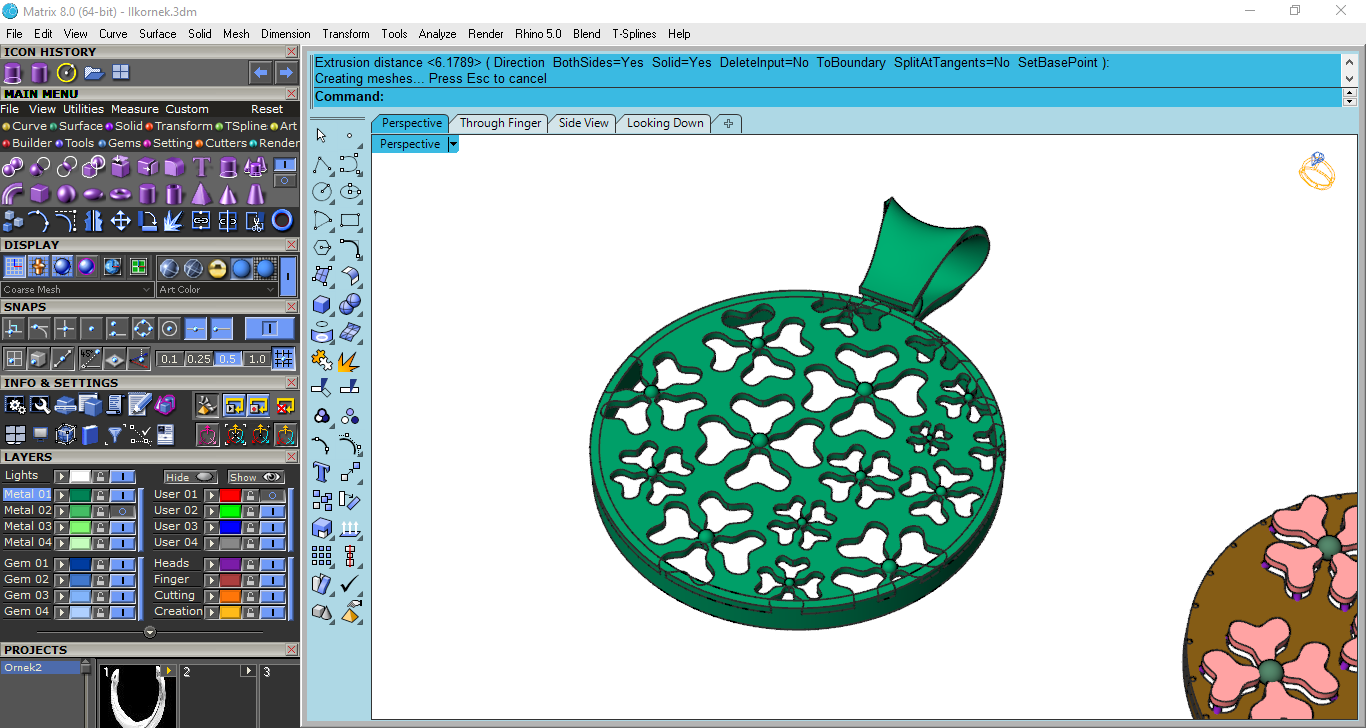 Matrix 8.0 (64-bit) - Ilkornek.3dm
File Edit View Curve Surface Solid Mesh Dimension Transform Tools Analyze Render Rhino 5.0 Blend T-Splines Help
ICON HISTORY
MAIN MENU
File View Utilities Measure Custom Reset
Curve Surface Solid Transform TSpline Art
Builder Tools Gems Setting Cutters Render
DISPLAY
Coarse Mesh Art Color
SNAPS
0.1 0.25 0.5 1.0
INFO & SETTINGS
LAYERS
Lights Hide Show
Metal 01 User 01
Metal 02 User 02
Metal 03 User 03
Metal 04 User 04
Gem 01 Heads
Gem 02 Finger
Gem 03 Cutting
Gem 04 Creation
PROJECTS
Ornek2
1 2 3
Extrusion distance <6.1789> ( Direction BothSides=Yes Solid=Yes DeleteInput=No ToBoundary SplitAtTangents=No SetBasePoint ):
Creating meshes... Press Esc to cancel
Command:
Perspective Through Finger Side View Looking Down
Perspective